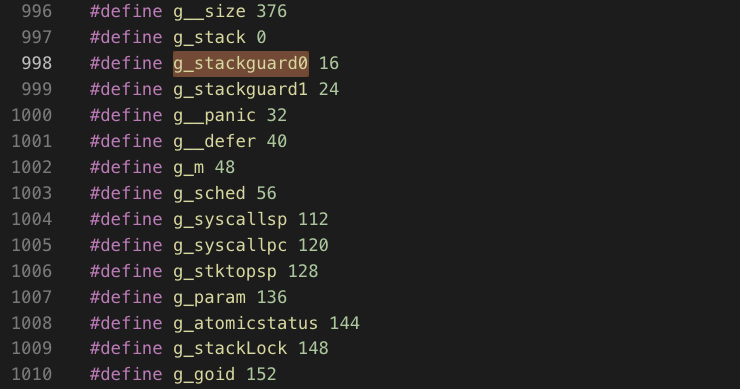 996 #define g__size 376
997 #define g_stack 0
998 #define g_stackguard0 16
999 #define g_stackguard1 24
1000 #define g__panic 32
1001 #define g__defer 40
1002 #define g_m 48
1003 #define g_sched 56
1004 #define g_syscallsp 112
1005 #define g_syscallpc 120
1006 #define g_stktopsp 128
1007 #define g_param 136
1008 #define g_atomicstatus 144
1009 #define g_stackLock 148
1010 #define g_goid 152